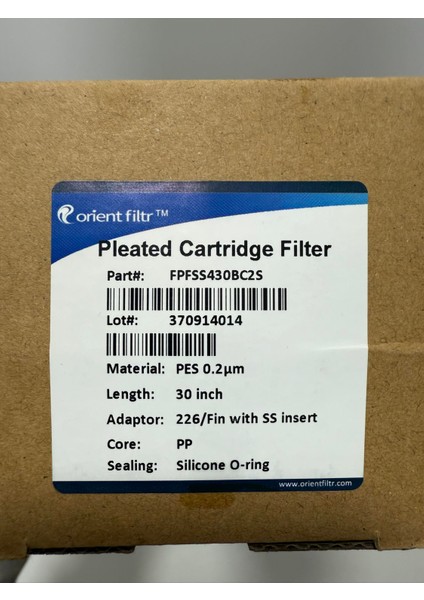 orient filtr™
Pleated Cartridge Filter
Part#: FPFSS430BC2S
Lot#: 370914014
Material: PES 0.2µm
Length: 30 inch
Adaptor: 226/Fin with SS insert
Core: PP
Sealing: Silicone O-ring
www.orientfiltr.com